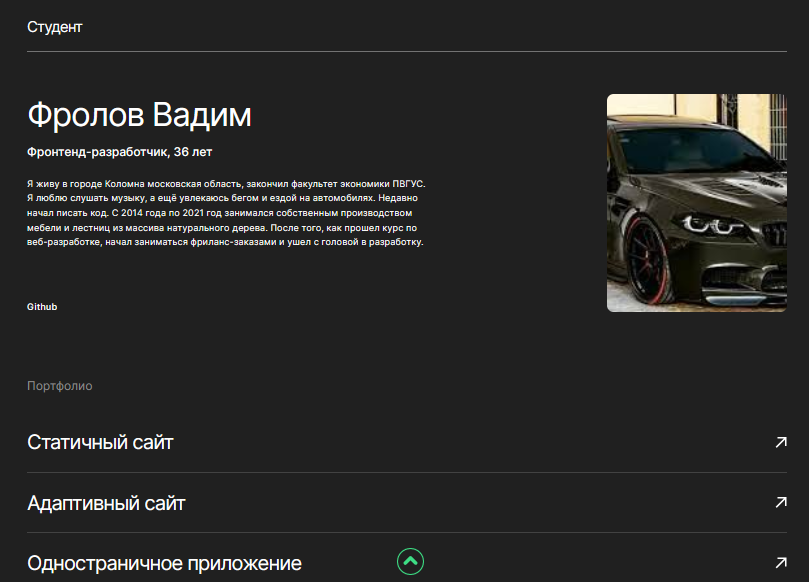 Студент
Фролов Вадим
Фронтенд-разработчик, 36 лет
Я живу в городе Коломна московская область, закончил факультет экономики ПВГУС.
Я люблю слушать музыку, а ещё увлекаюсь бегом и ездой на автомобилях. Недавно
начал писать код. С 2014 года по 2021 год занимался собственным производством
мебели и лестниц из массива натурального дерева. После того, как прошел курс по
веб-разработке, начал заниматься фриланс-заказами и ушел с головой в разработку.
Github
Портфолио
Статичный сайт
Адаптивный сайт
Одностраничное приложение